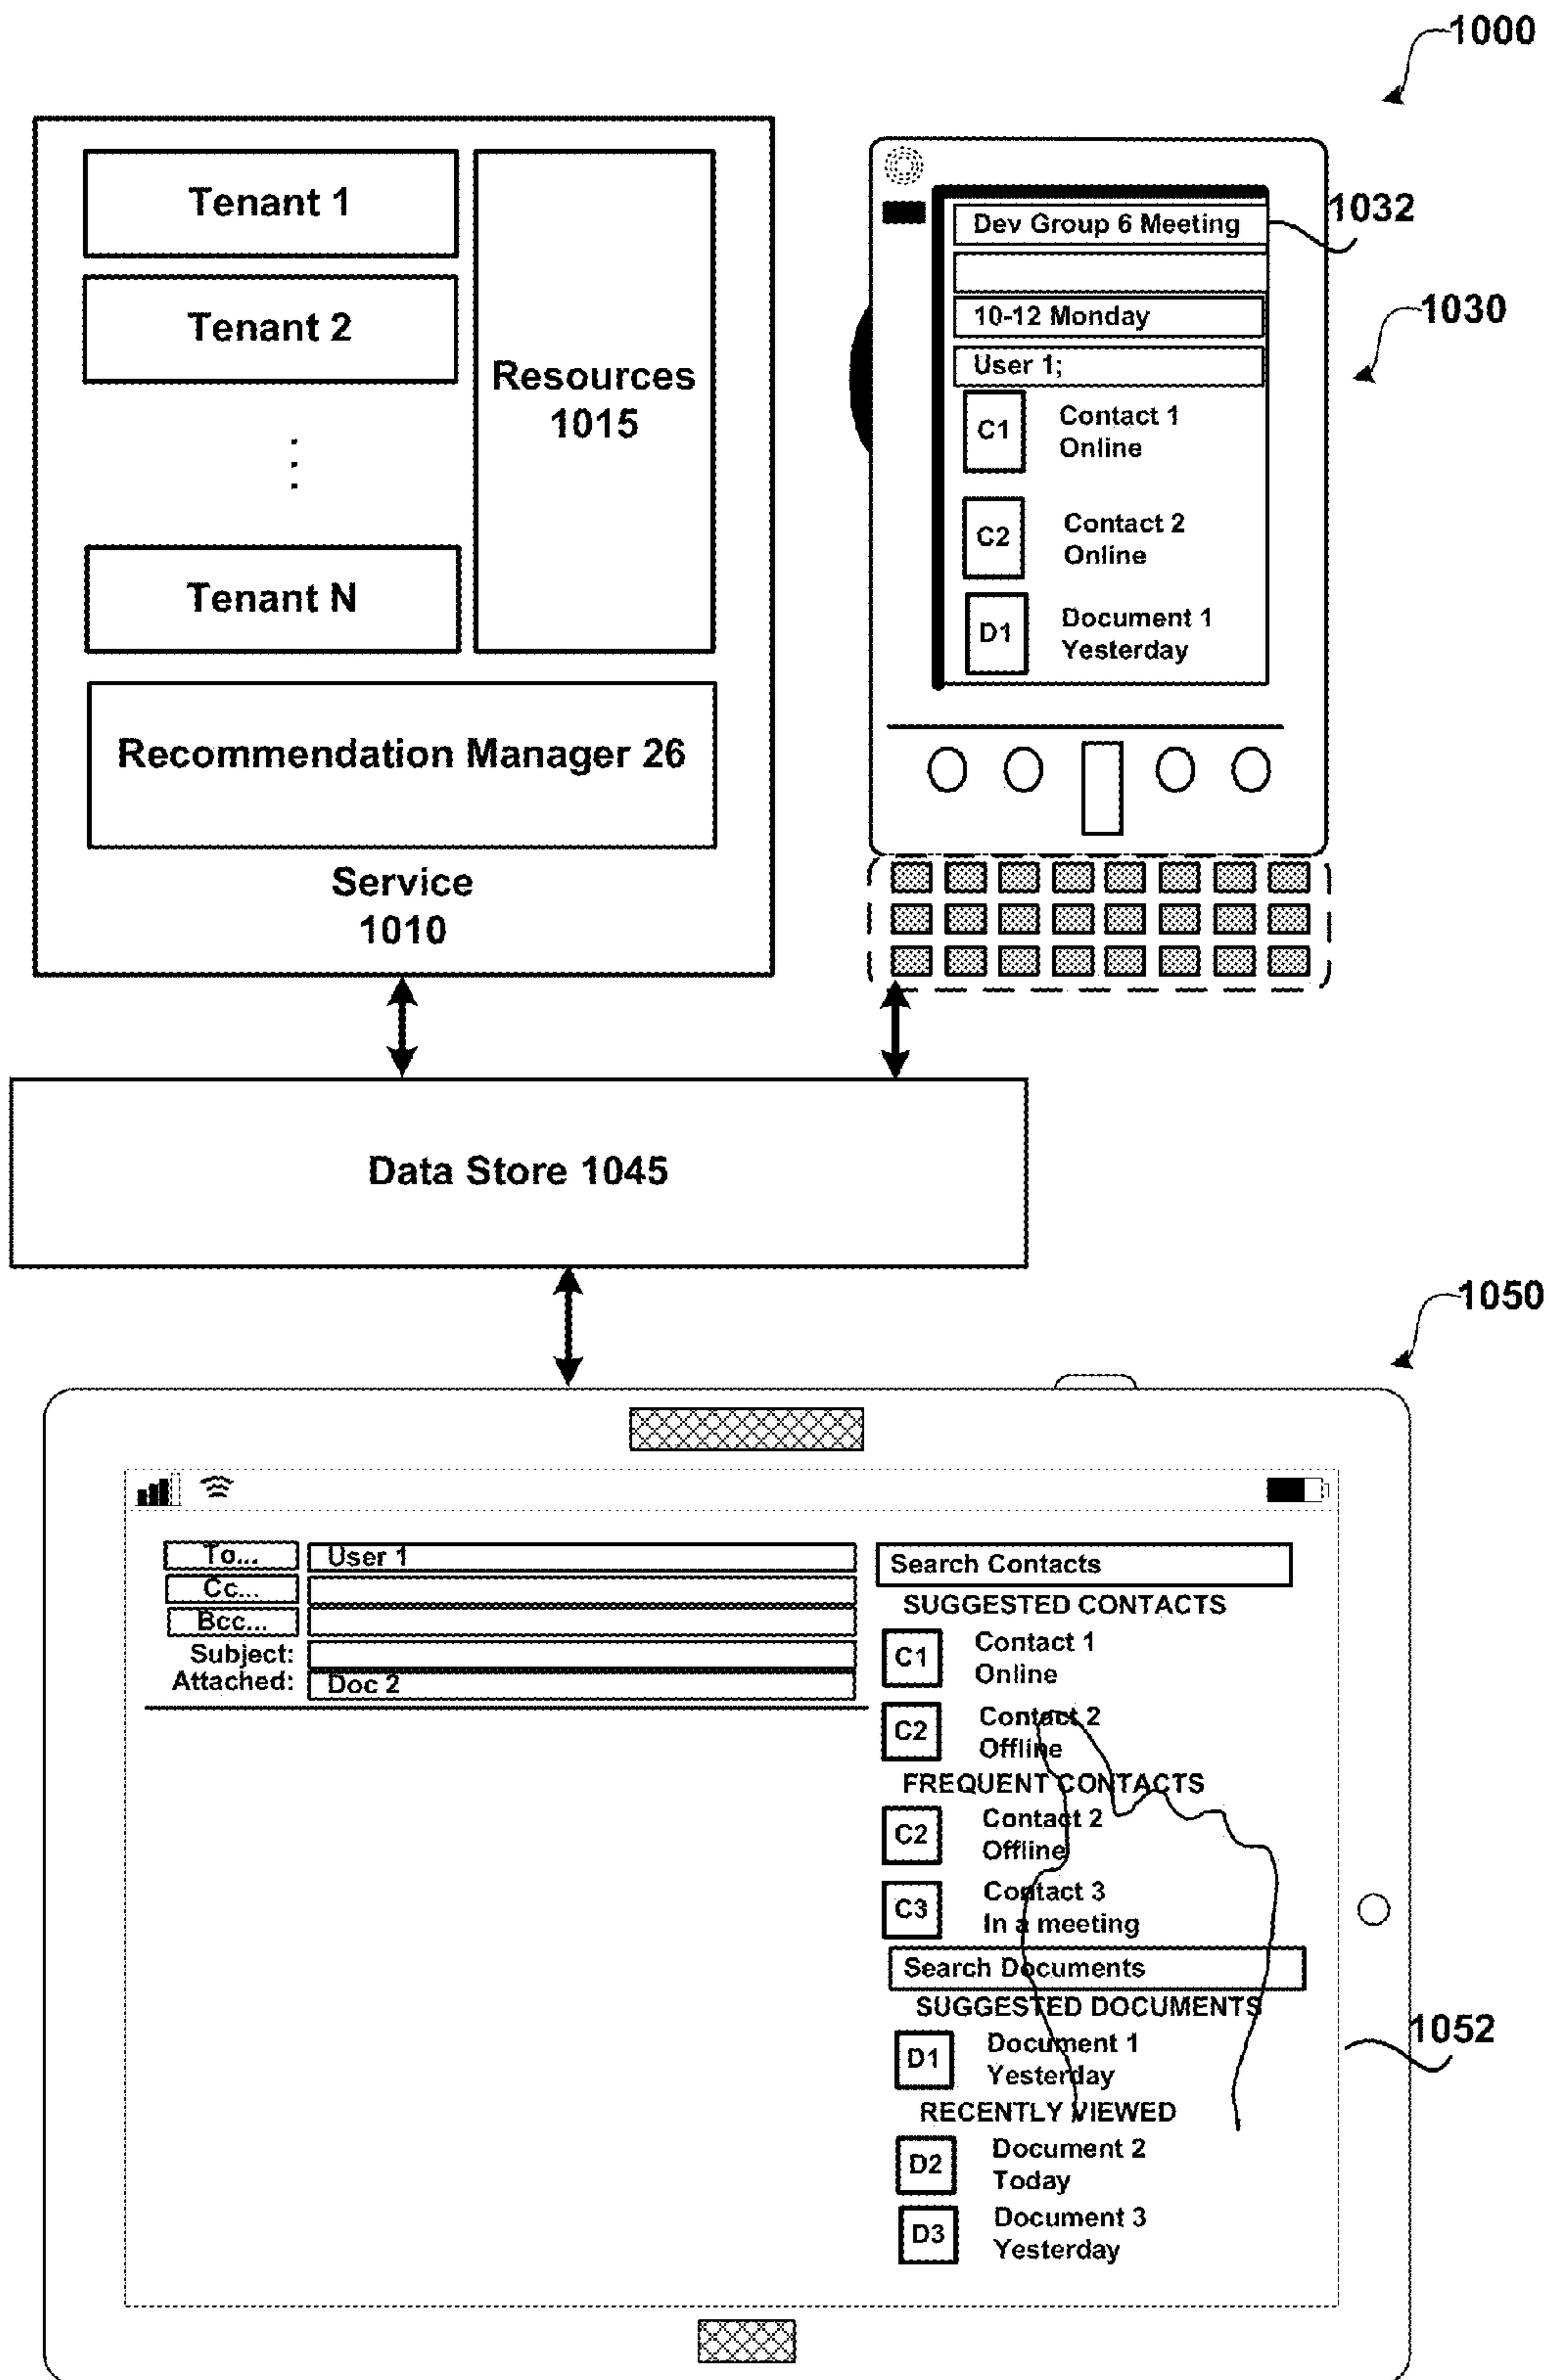 1000
Tenant 1
Tenant 2
Tenant N
Resources
1015
Recommendation Manager 26
Service
1010
1032
1030
Dev Group 6 Meeting
10-12 Monday
User 1;
C1
Contact 1
Online
C2
Contact 2
Online
D1
Document 1
Yesterday
Data Store 1045
1050
To...
User 1
Cc...
Bcc...
Subject:
Attached:
Doc 2
Search Contacts
SUGGESTED CONTACTS
C1
Contact 1
Online
C2
Contact 2
Offline
FREQUENT CONTACTS
C2
Contact 2
Offline
C3
Contact 3
In a meeting
Search Documents
SUGGESTED DOCUMENTS
D1
Document 1
Yesterday
RECENTLY VIEWED
D2
Document 2
Today
D3
Document 3
Yesterday
1052